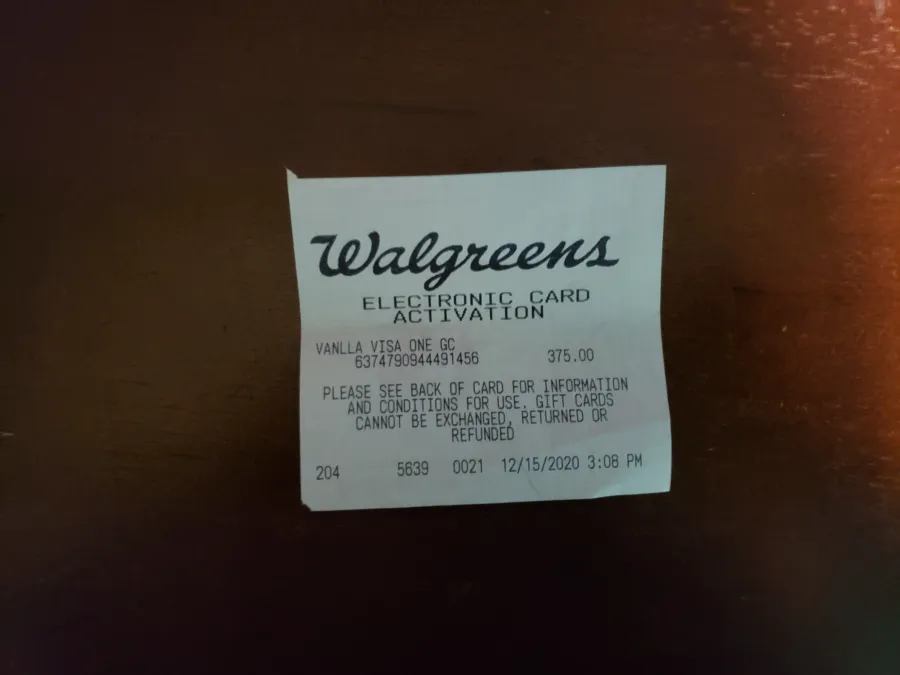 Walgreens
ELECTRONIC CARD
ACTIVATION
VANLLA VISA ONE GC
6374790944491456 375.00
PLEASE SEE BACK OF CARD FOR INFORMATION
AND CONDITIONS FOR USE. GIFT CARDS
CANNOT BE EXCHANGED, RETURNED OR
REFUNDED
204 5639 0021 12/15/2020 3:08 PM